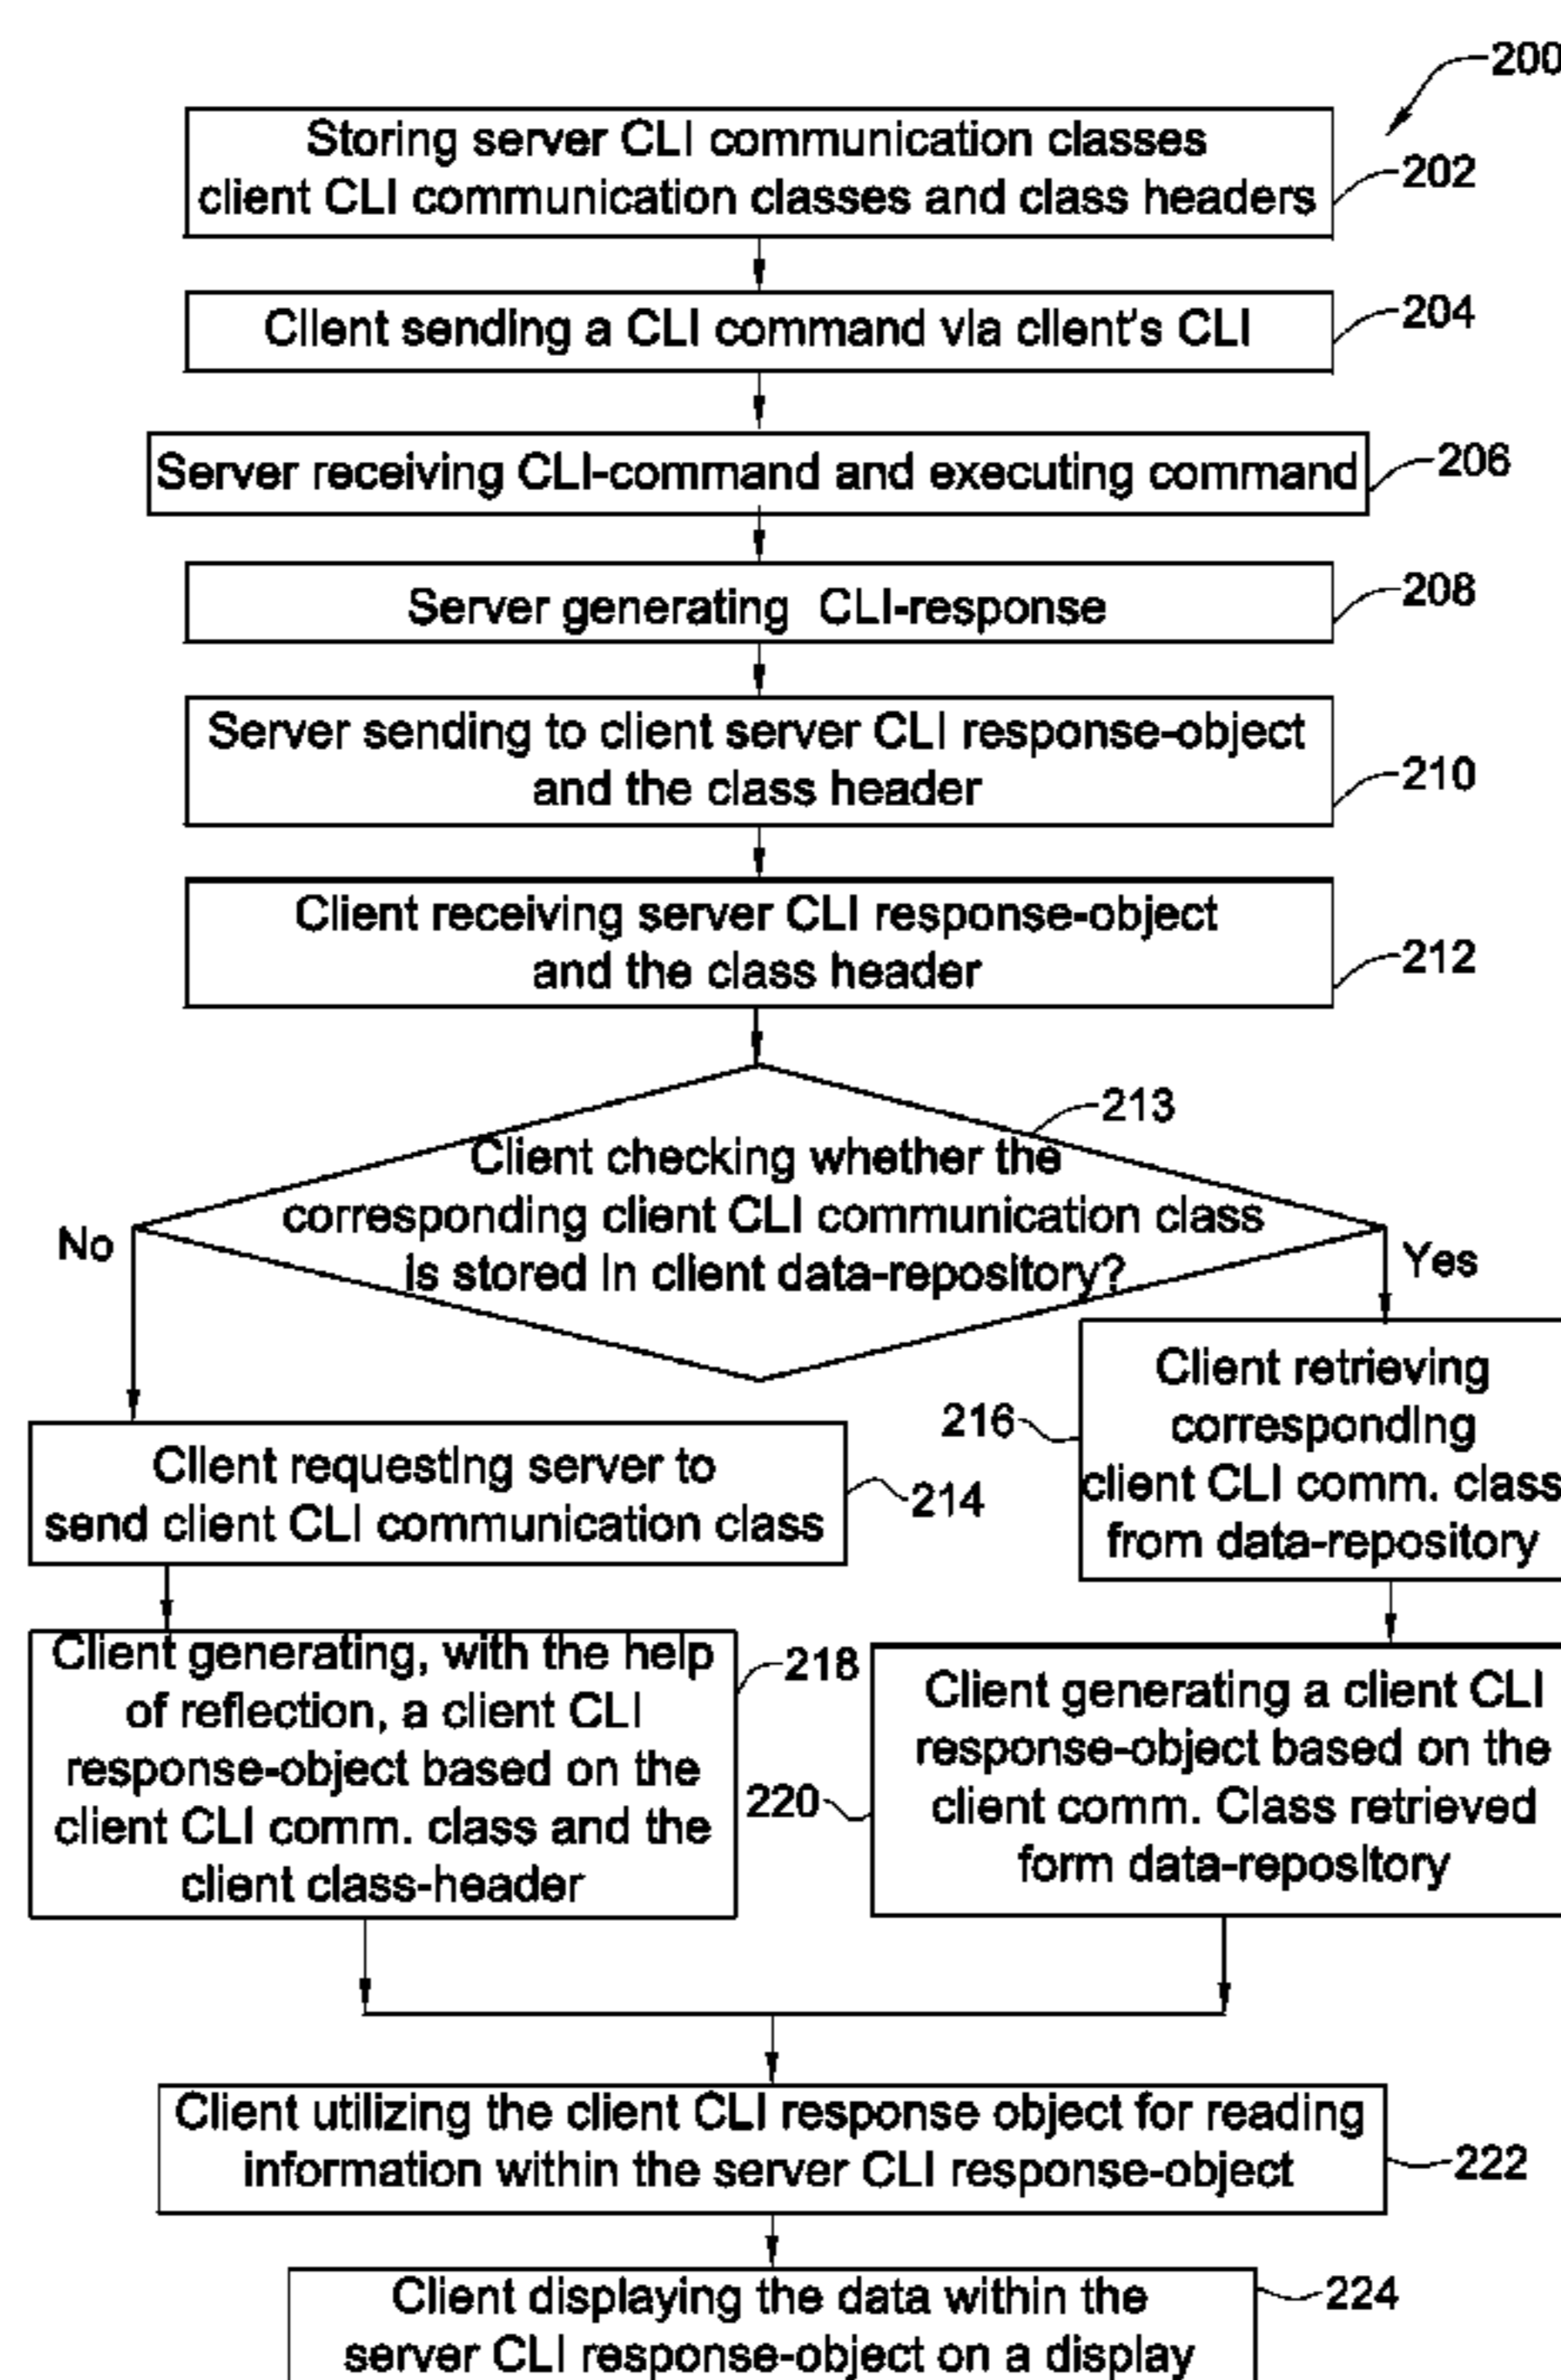 200
Storing server CLI communication classes
client CLI communication classes and class headers
202
Client sending a CLI command via client's CLI
204
Server receiving CLI-command and executing command
206
Server generating CLI-response
208
Server sending to client server CLI response-object
and the class header
210
Client receiving server CLI response-object
and the class header
212
213
Client checking whether the
corresponding client CLI communication class
is stored in client data-repository?
No
Yes
Client requesting server to
send client CLI communication class
214
216
Client retrieving
corresponding
client CLI comm. class
from data-repository
Client generating, with the help
of reflection, a client CLI
response-object based on the
client CLI comm. class and the
client class-header
218
220
Client generating a client CLI
response-object based on the
client comm. Class retrieved
form data-repository
Client utilizing the client CLI response object for reading
information within the server CLI response-object
222
Client displaying the data within the
server CLI response-object on a display
224